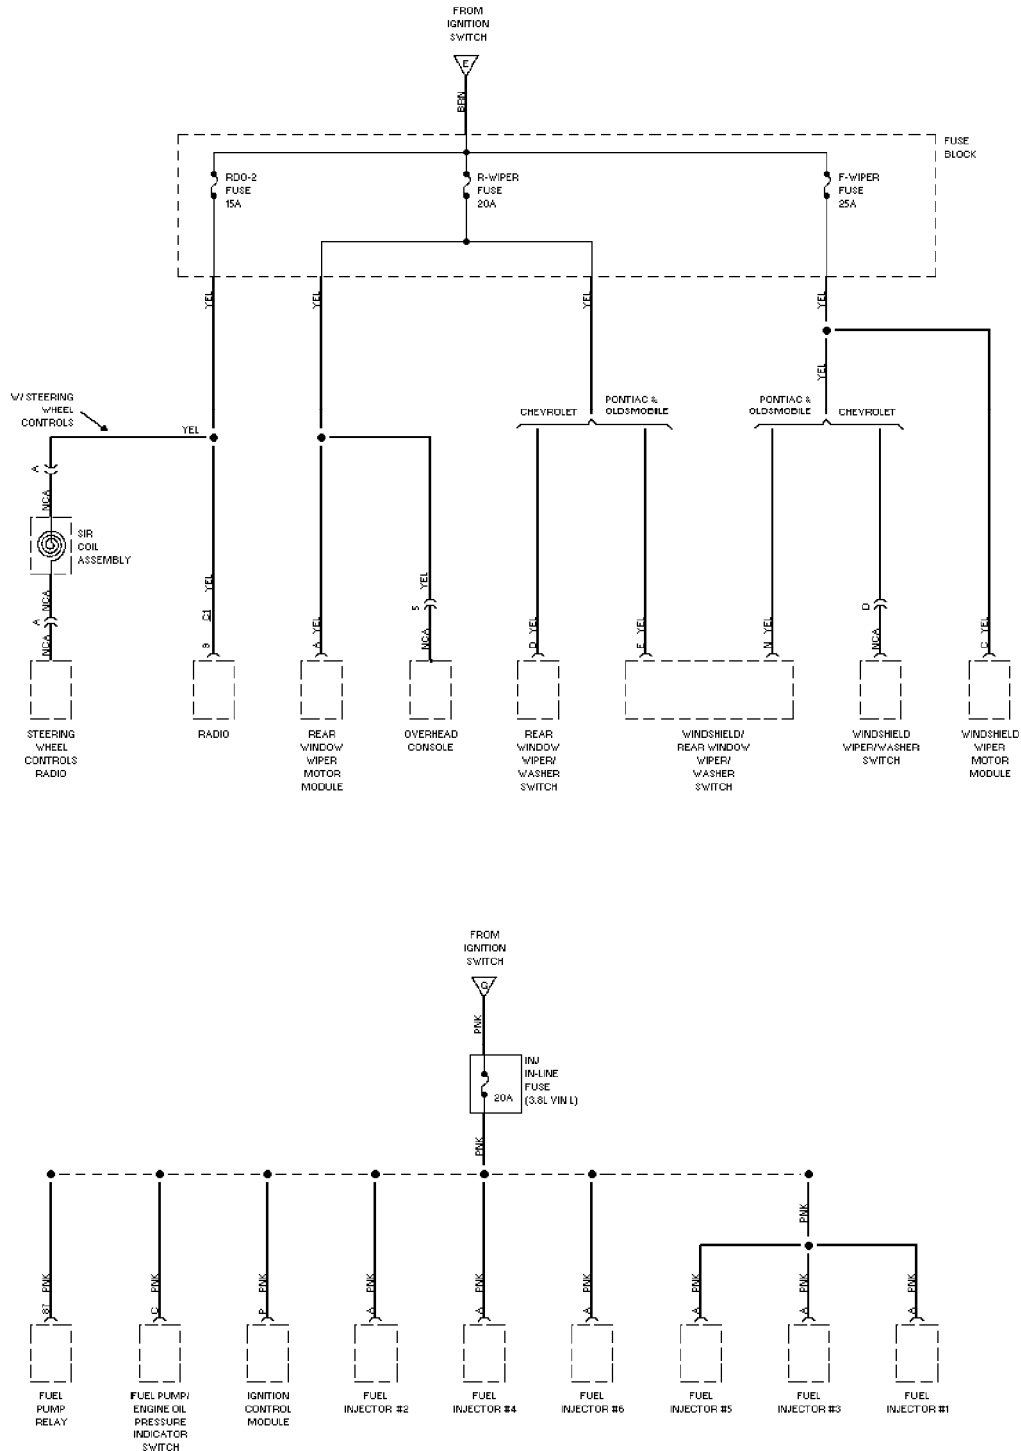 FROM
IGNITION
SWITCH
E
BRN
FUSE
BLOCK
RDO-2
FUSE
15A
R-WIPER
FUSE
20A
F-WIPER
FUSE
25A
YEL
YEL
YEL
YEL
YEL
W/ STEERING
WHEEL
CONTROLS
YEL
CHEVROLET
PONTIAC &
OLDSMOBILE
PONTIAC &
OLDSMOBILE
CHEVROLET
A
NCA
SIR
COIL
ASSEMBLY
NCA
A
NCA
YEL
C1
9
A YEL
YEL
5
NCA
D YEL
E YEL
N YEL
D
NCA
C YEL
STEERING
WHEEL
CONTROLS
RADIO
RADIO
REAR
WINDOW
WIPER
MOTOR
MODULE
OVERHEAD
CONSOLE
REAR
WINDOW
WIPER/
WASHER
SWITCH
WINDSHIELD/
REAR WINDOW
WIPER/
WASHER
SWITCH
WINDSHIELD
WIPER/WASHER
SWITCH
WINDSHIELD
WIPER
MOTOR
MODULE
FROM
IGNITION
SWITCH
G
PNK
INJ
IN-LINE
FUSE
(3.8L VIN L)
20A
PNK
PNK
87 PNK
C PNK
P PNK
A PNK
A PNK
A PNK
A PNK
A PNK
A PNK
FUEL
PUMP
RELAY
FUEL PUMP/
ENGINE OIL
PRESSURE
INDICATOR
SWITCH
IGNITION
CONTROL
MODULE
FUEL
INJECTOR #2
FUEL
INJECTOR #4
FUEL
INJECTOR #6
FUEL
INJECTOR #5
FUEL
INJECTOR #3
FUEL
INJECTOR #1